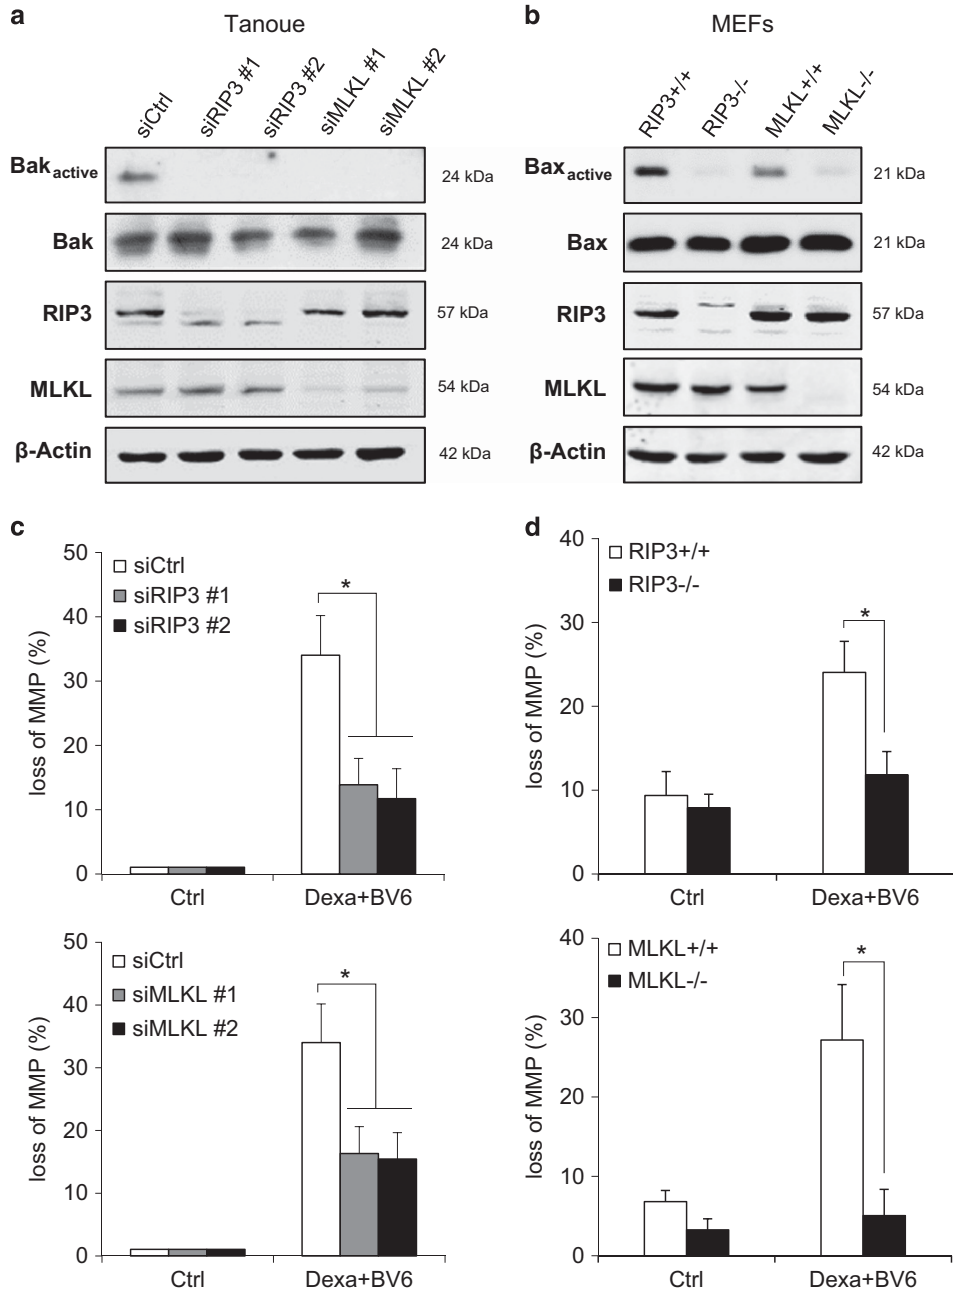 a
Tanoue
siCtrl
siRIP3 #1
siRIP3 #2
siMLKL #1
siMLKL #2
Bak active
24 kDa
Bak
24 kDa
RIP3
57 kDa
MLKL
54 kDa
β-Actin
42 kDa
b
MEFs
RIP3+/+
RIP3-/-
MLKL+/+
MLKL-/-
Bax active
21 kDa
Bax
21 kDa
RIP3
57 kDa
MLKL
54 kDa
β-Actin
42 kDa
c
loss of MMP (%)
50
40
30
20
10
0
siCtrl
siRIP3 #1
siRIP3 #2
*
Ctrl
Dexa+BV6
loss of MMP (%)
50
40
30
20
10
0
siCtrl
siMLKL #1
siMLKL #2
*
Ctrl
Dexa+BV6
d
loss of MMP (%)
40
30
20
10
0
RIP3+/+
RIP3-/-
*
Ctrl
Dexa+BV6
loss of MMP (%)
40
30
20
10
0
MLKL+/+
MLKL-/-
*
Ctrl
Dexa+BV6